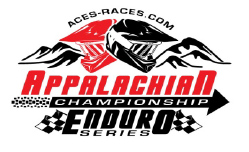 ACES-RACES.COM
APPALACHIAN
CHAMPIONSHIP
ENDURO
SERIES